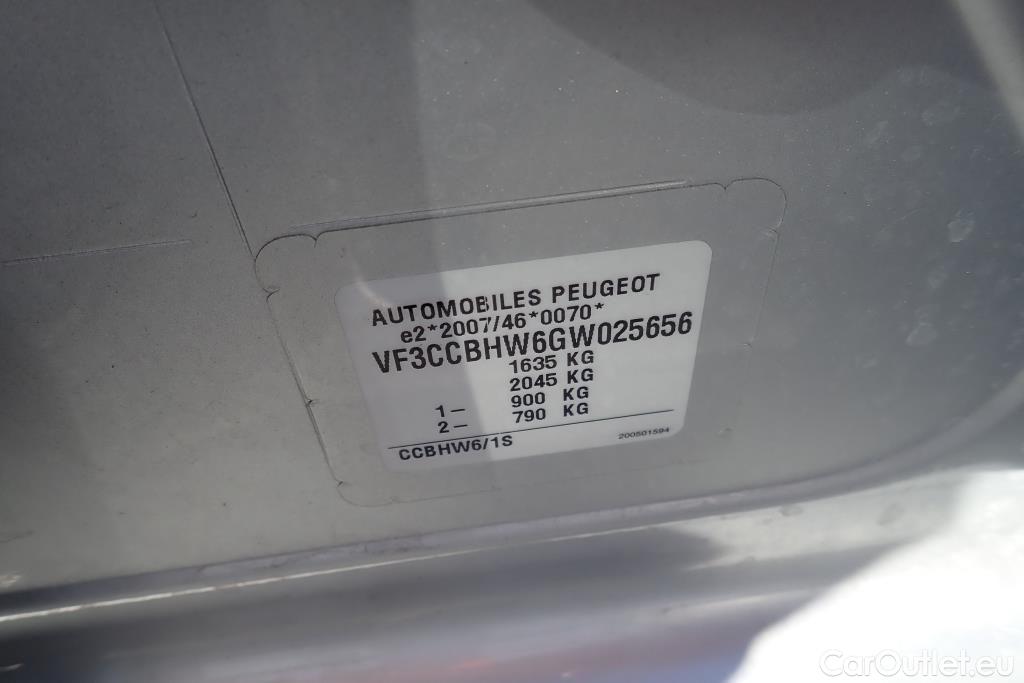 AUTOMOBILES PEUGEOT
e2*2007/46*0070*
VF3CCBHW6GW025656
1635 KG
2045 KG
1- 900 KG
2- 790 KG
CCBHW6/1S 200501594
CarOutlet.eu